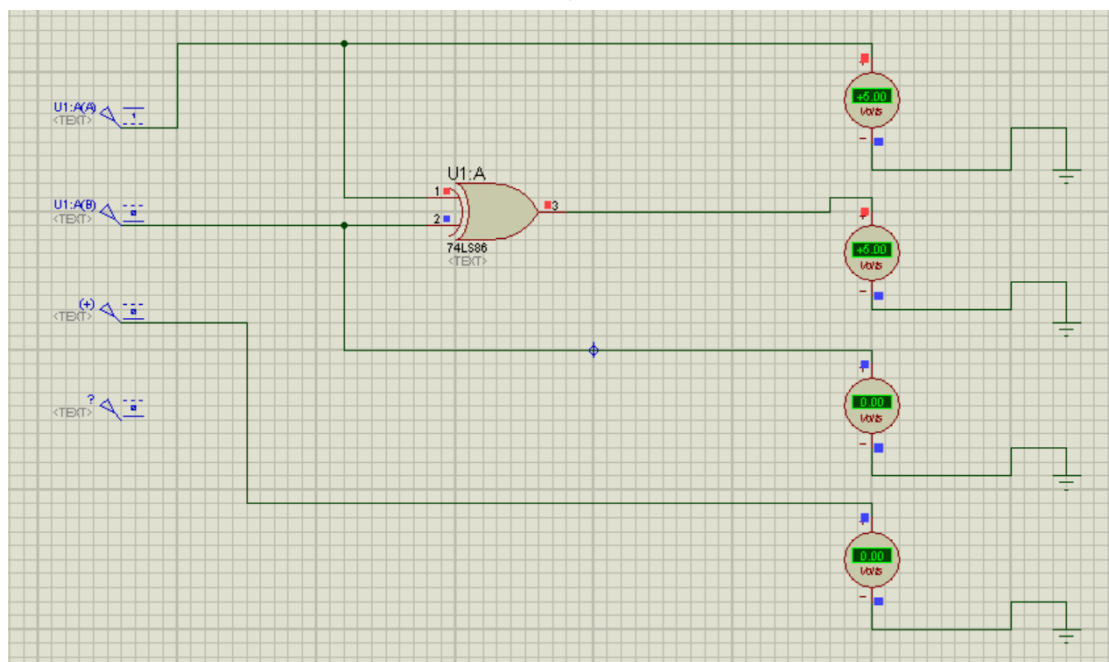 +
+5.00
Volts
−
U1:A(A)
<TEXT>
1
U1:A
1
2
3
74LS86
<TEXT>
U1:A(B)
<TEXT>
0
+
+5.00
Volts
−
(+)
<TEXT>
0
+
0.00
Volts
−
?
<TEXT>
0
+
0.00
Volts
−